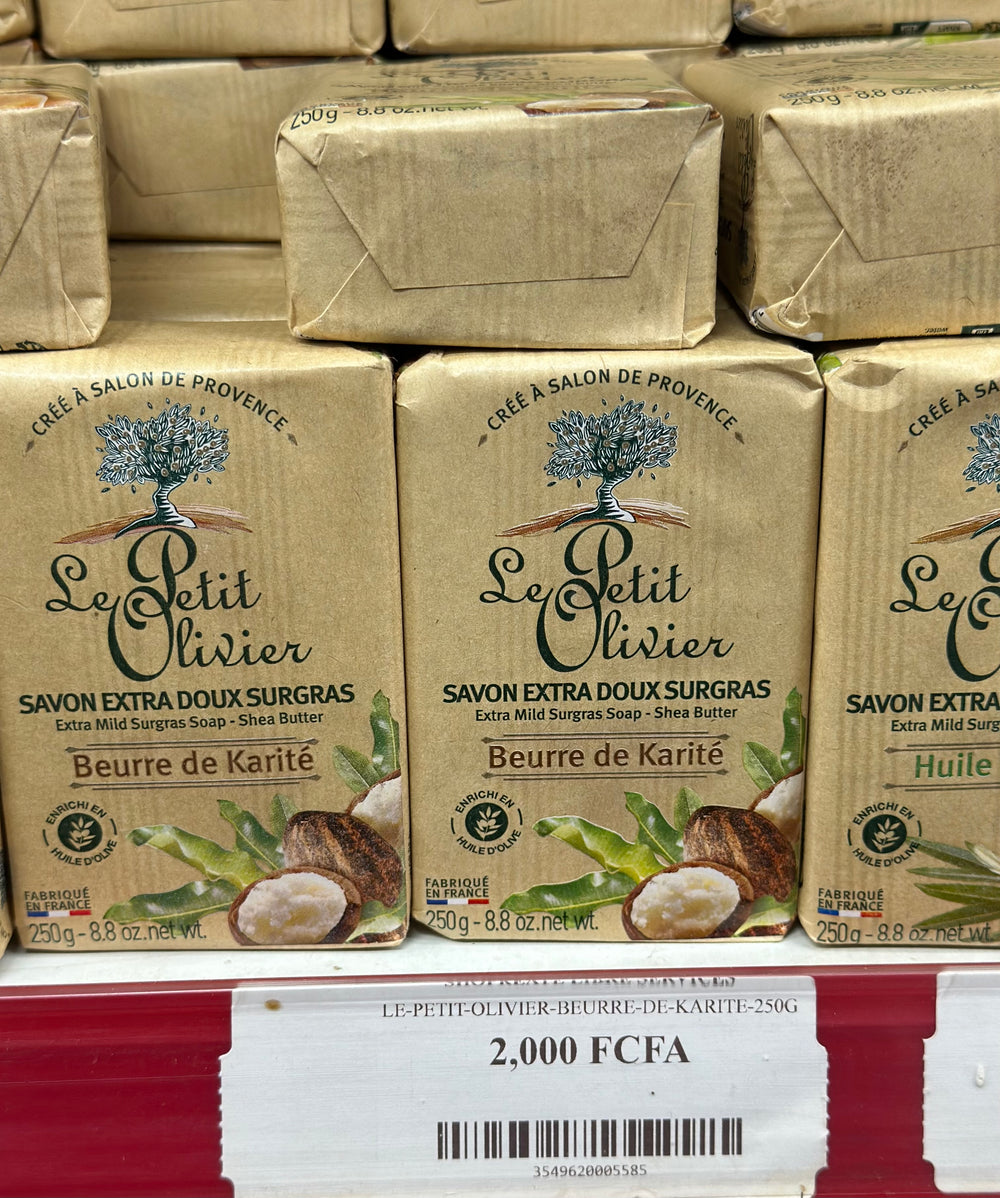 250g - 8.8 oz.net wt.
250g - 8.8 oz.net wt.
CRÉÉ À SALON DE PROVENCE
Le Petit
Olivier
SAVON EXTRA DOUX SURGRAS
Extra Mild Surgras Soap - Shea Butter
Beurre de Karité
ENRICHI EN
HUILE D'OLIVE
FABRIQUÉ
EN FRANCE
250g - 8.8 oz.net wt.
CRÉÉ À SALON DE PROVENCE
Le Petit
Olivier
SAVON EXTRA DOUX SURGRAS
Extra Mild Surgras Soap - Shea Butter
Beurre de Karité
ENRICHI EN
HUILE D'OLIVE
FABRIQUÉ
EN FRANCE
250g - 8.8 oz.net wt.
CRÉÉ À SA
Le
SAVON EXTRA
Extra Mild Surg
Huile
ENRICHI EN
HUILE D'OLIVE
FABRIQUÉ
EN FRANCE
250g - 8.8 oz.net wt.
LE-PETIT-OLIVIER-BEURRE-DE-KARITE-250G
2,000 FCFA
3549620005585